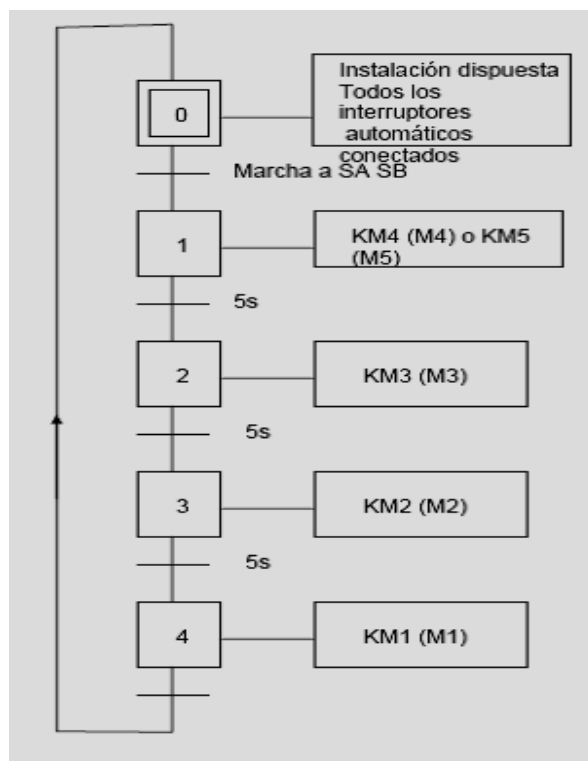 0
Instalación dispuesta
Todos los
interruptores
automáticos
conectados
Marcha a SA SB
1
KM4 (M4) o KM5
(M5)
5s
2
KM3 (M3)
5s
3
KM2 (M2)
5s
4
KM1 (M1)